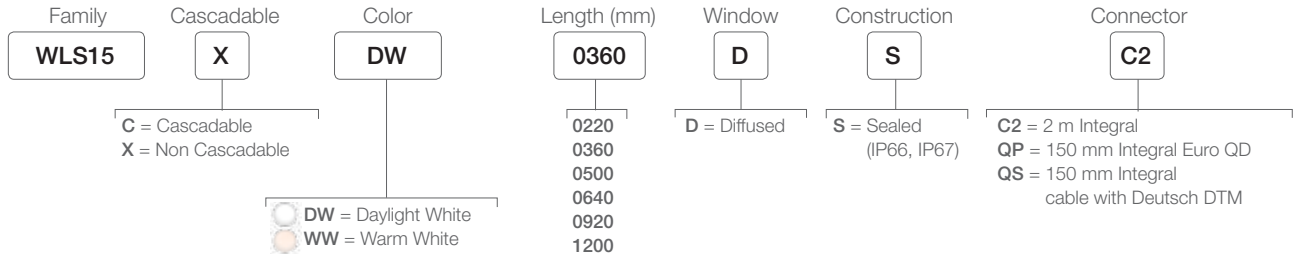 Family Cascadable Color Length (mm) Window Construction Connector
WLS15 X DW 0360 D S C2
C = Cascadable
X = Non Cascadable
DW = Daylight White
WW = Warm White
0220
0360
0500
0640
0920
1200
D = Diffused
S = Sealed
(IP66, IP67)
C2 = 2 m Integral
QP = 150 mm Integral Euro QD
QS = 150 mm Integral
cable with Deutsch DTM